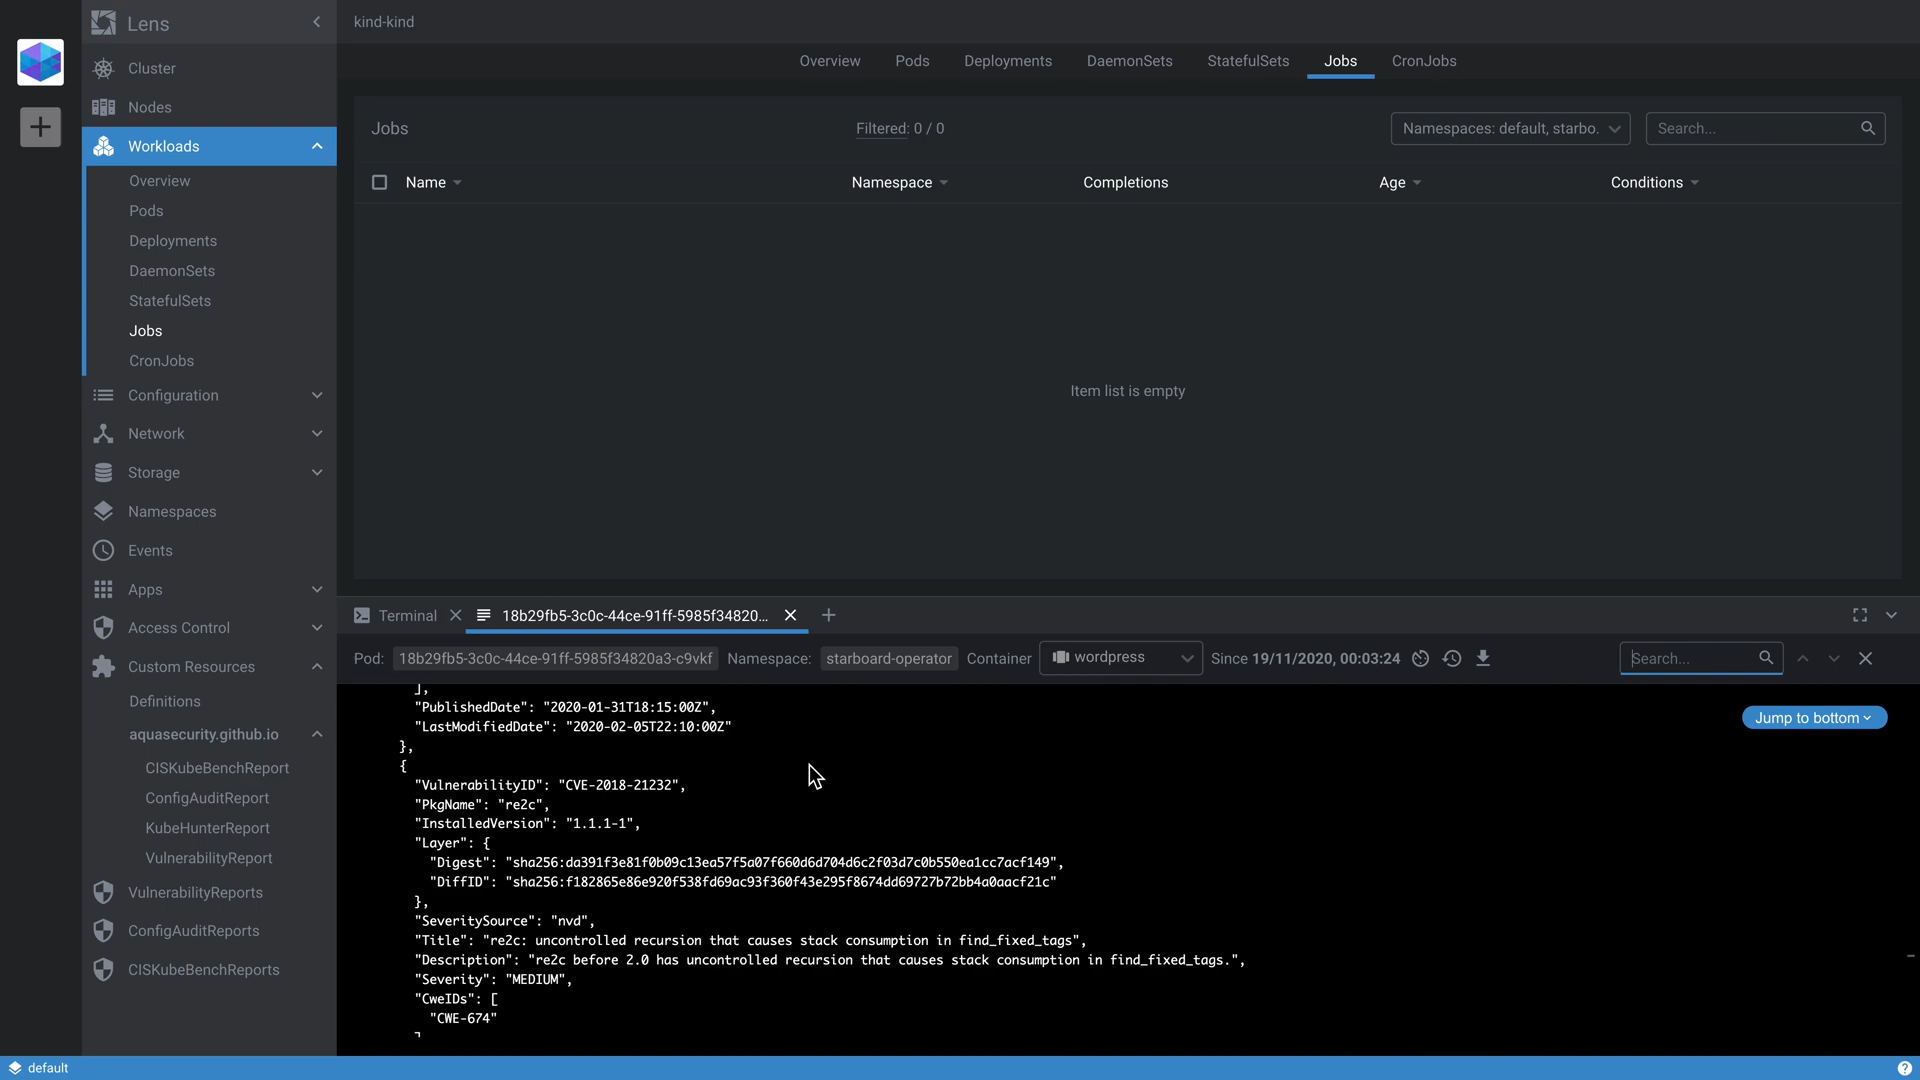 Lens
kind-kind
Cluster
Nodes
Workloads
Overview
Pods
Deployments
DaemonSets
StatefulSets
Jobs
CronJobs
Configuration
Network
Storage
Namespaces
Events
Apps
Access Control
Custom Resources
Definitions
aquasecurity.github.io
CISKubeBenchReport
ConfigAuditReport
KubeHunterReport
VulnerabilityReport
VulnerabilityReports
ConfigAuditReports
CISKubeBenchReports
Overview Pods Deployments DaemonSets StatefulSets Jobs CronJobs
Jobs Filtered: 0 / 0 Namespaces: default, starbo. Search...
Name Namespace Completions Age Conditions
Item list is empty
Terminal 18b29fb5-3c0c-44ce-91ff-5985f34820...
Pod: 18b29fb5-3c0c-44ce-91ff-5985f34820a3-c9vkf Namespace: starboard-operator Container wordpress Since 19/11/2020, 00:03:24 Search...
Jump to bottom
],
"PublishedDate": "2020-01-31T18:15:00Z",
"LastModifiedDate": "2020-02-05T22:10:00Z"
},
{
"VulnerabilityID": "CVE-2018-21232",
"PkgName": "re2c",
"InstalledVersion": "1.1.1-1",
"Layer": {
"Digest": "sha256:da391f3e81f0b09c13ea57f5a07f660d6d704d6c2f03d7c0b550ea1cc7acf149",
"DiffID": "sha256:f182865e86e920f538fd69ac93f360f43e295f8674dd69727b72bb4a0aacf21c"
},
"SeveritySource": "nvd",
"Title": "re2c: uncontrolled recursion that causes stack consumption in find_fixed_tags",
"Description": "re2c before 2.0 has uncontrolled recursion that causes stack consumption in find_fixed_tags.",
"Severity": "MEDIUM",
"CweIDs": [
"CWE-674"
]
default